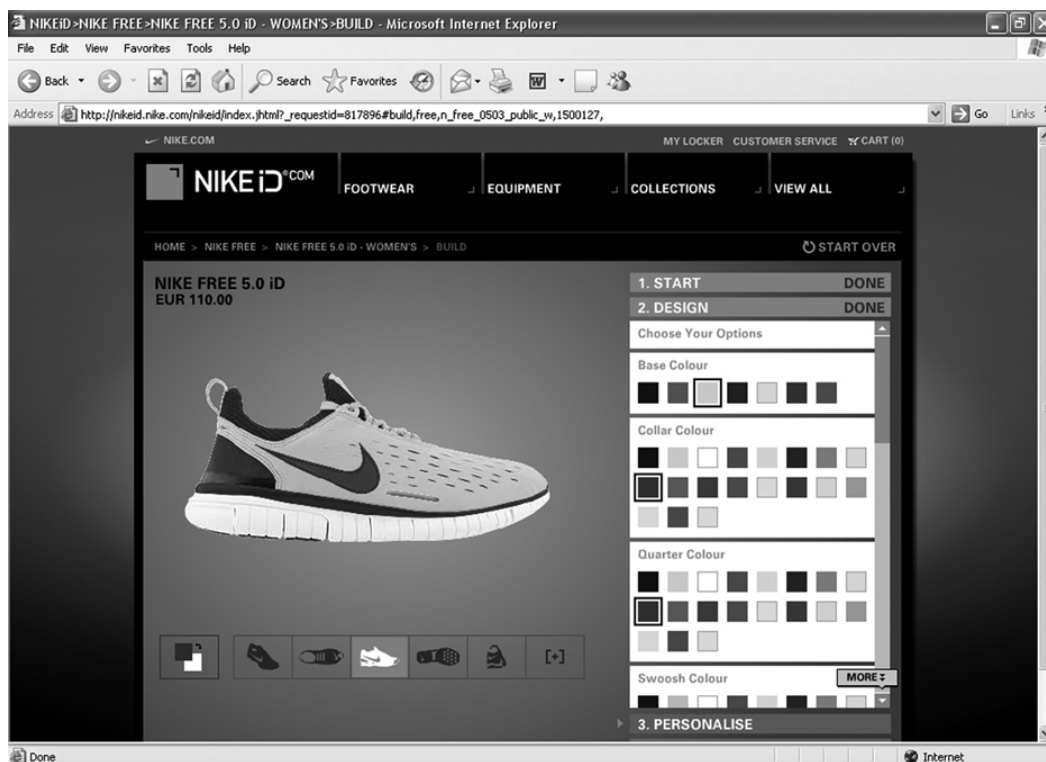 NIKEiD>NIKE FREE>NIKE FREE 5.0 iD - WOMEN'S>BUILD - Microsoft Internet Explorer
File Edit View Favorites Tools Help
Back Search Favorites
Address http://nikeid.nike.com/nikeid/index.jhtml?_requestid=817896#build,free,n_free_0503_public_w,1500127, Go Links
NIKE.COM MY LOCKER CUSTOMER SERVICE CART (0)
NIKEiD®COM FOOTWEAR EQUIPMENT COLLECTIONS VIEW ALL
HOME > NIKE FREE > NIKE FREE 5.0 iD - WOMEN'S > BUILD START OVER
NIKE FREE 5.0 iD
EUR 110.00
1. START DONE
2. DESIGN DONE
Choose Your Options
Base Colour
Collar Colour
Quarter Colour
Swoosh Colour MORE
[+]
3. PERSONALISE
Done Internet